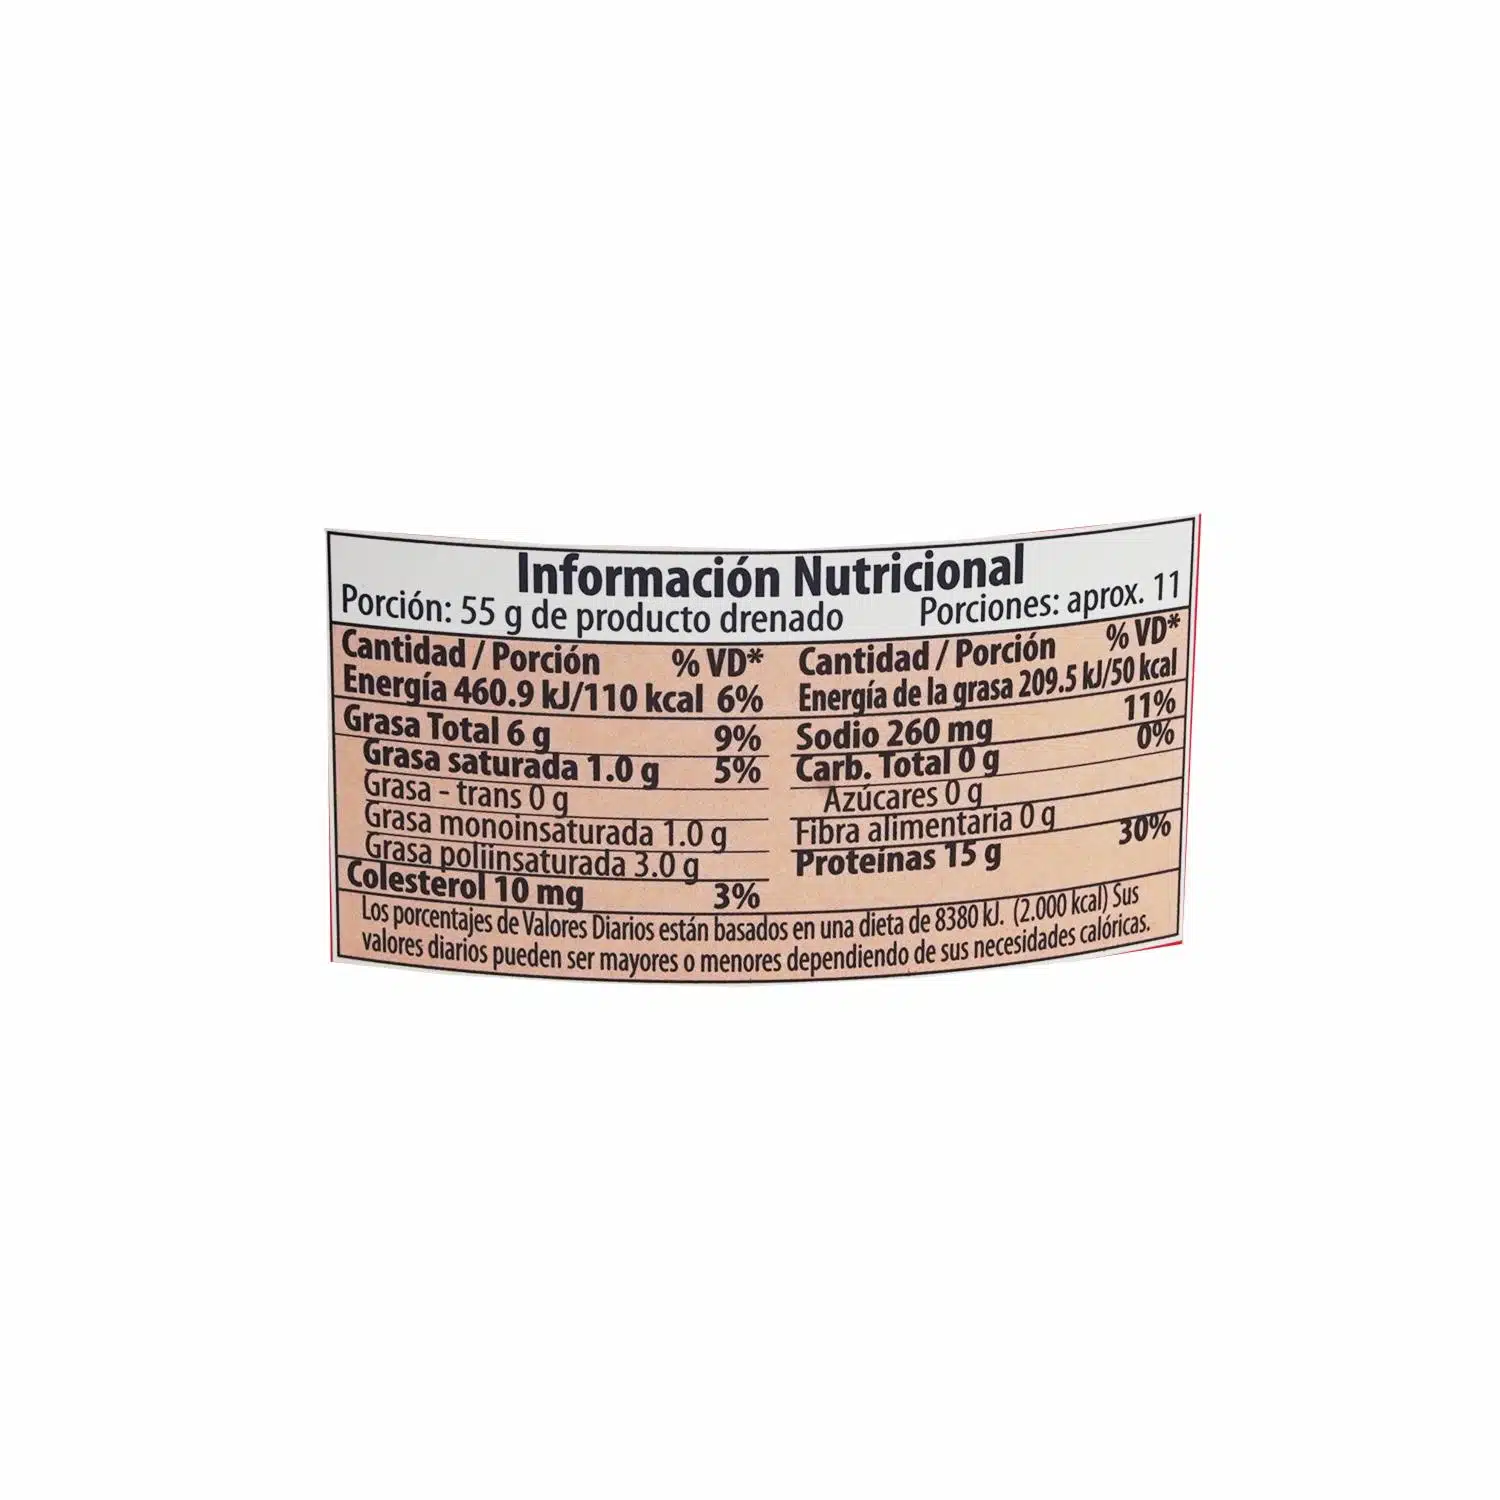 Información Nutricional
Porción: 55 g de producto drenado Porciones: aprox. 11
Cantidad / Porción % VD*
Energía 460.9 kJ/110 kcal 6%
Grasa Total 6 g 9%
Grasa saturada 1.0 g 5%
Grasa - trans 0 g
Grasa monoinsaturada 1.0 g
Grasa poliinsaturada 3.0 g
Colesterol 10 mg 3%
Cantidad / Porción % VD*
Energía de la grasa 209.5 kJ/50 kcal
Sodio 260 mg 11%
Carb. Total 0 g 0%
Azúcares 0 g
Fibra alimentaria 0 g
Proteínas 15 g 30%
Los porcentajes de Valores Diarios están basados en una dieta de 8380 kJ. (2.000 kcal) Sus
valores diarios pueden ser mayores o menores dependiendo de sus necesidades calóricas.